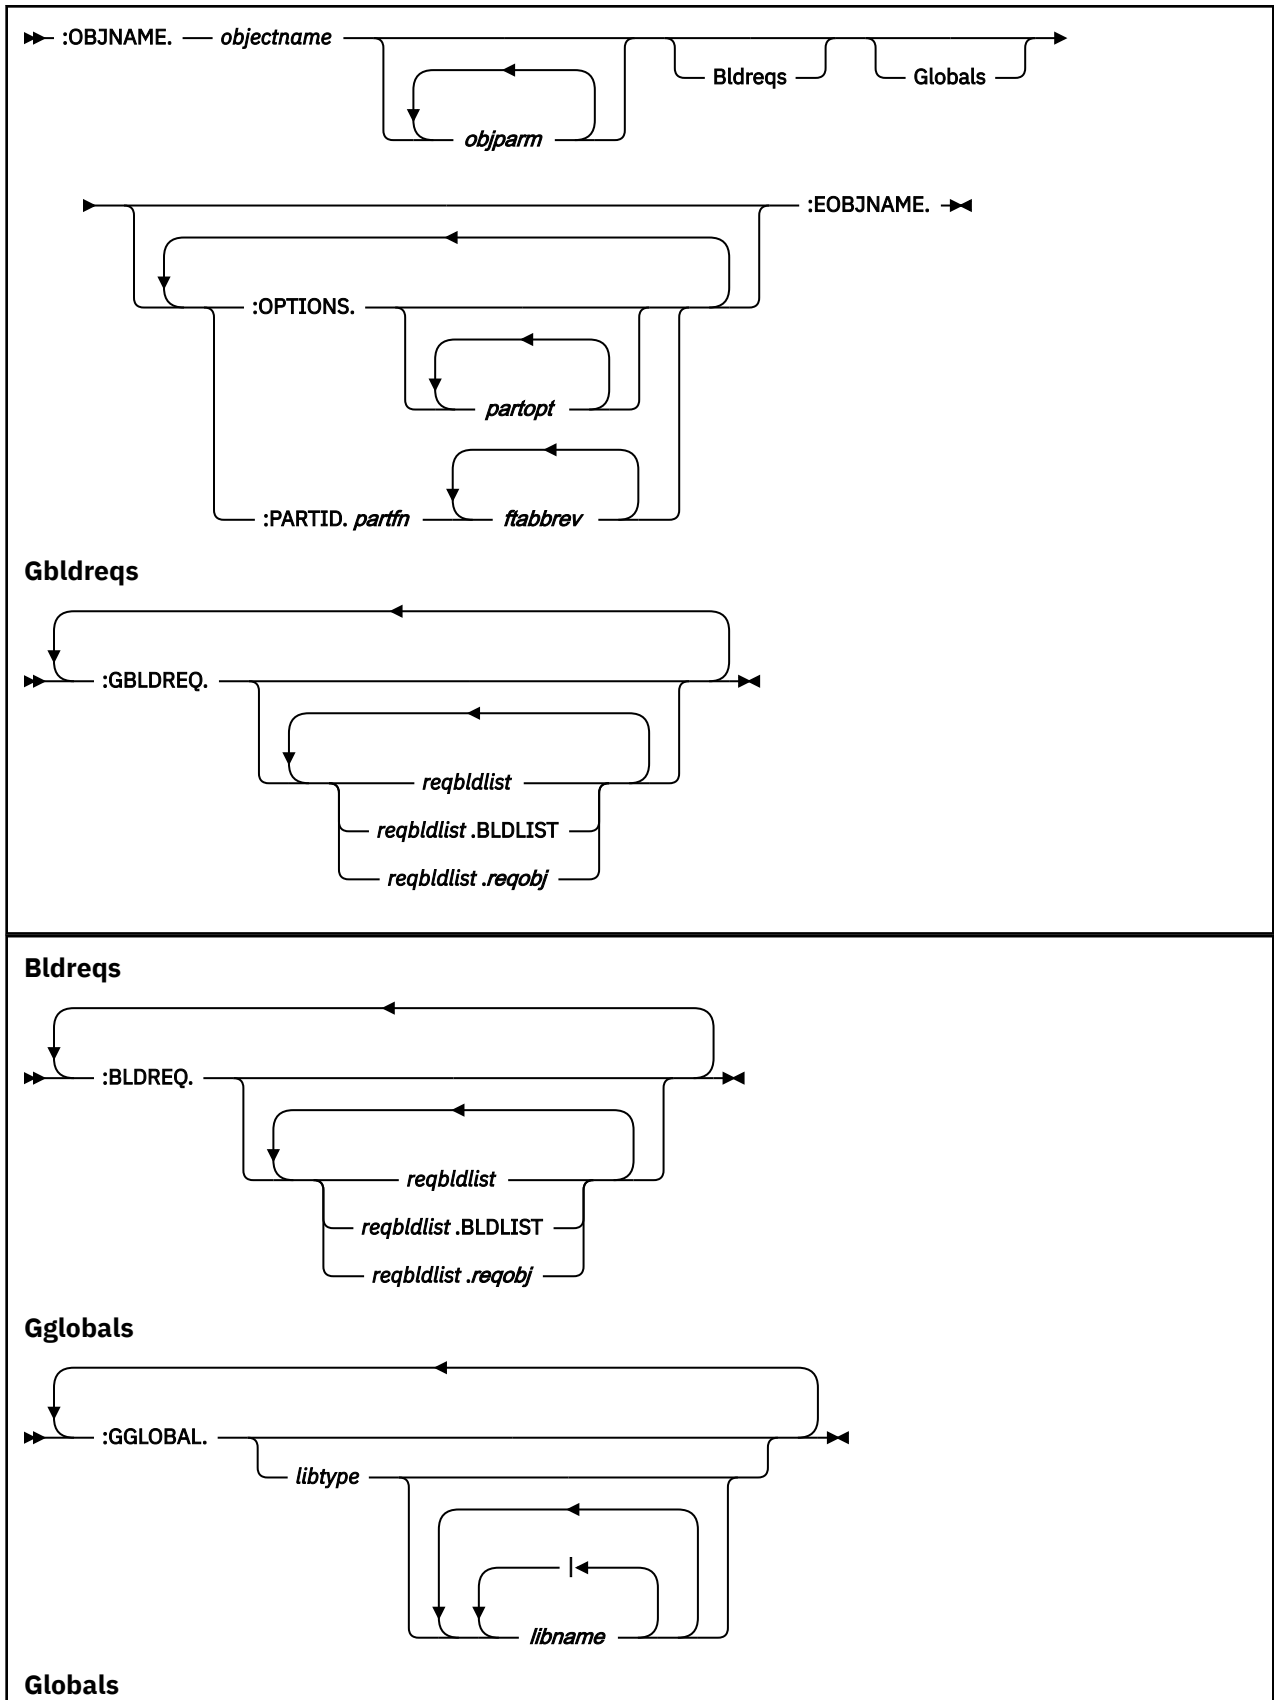 :OBJNAME. objectname
Bldreqs Globals
objparm
:EOBJNAME.
:OPTIONS.
partopt
:PARTID. partfn ftabbrev
Gbldreqs
:GBLDREQ.
reqbldlist
reqbldlist .BLDLIST
reqbldlist .reqobj
Bldreqs
:BLDREQ.
reqbldlist
reqbldlist .BLDLIST
reqbldlist .reqobj
Gglobals
:GGLOBAL.
libtype
|
libname
Globals